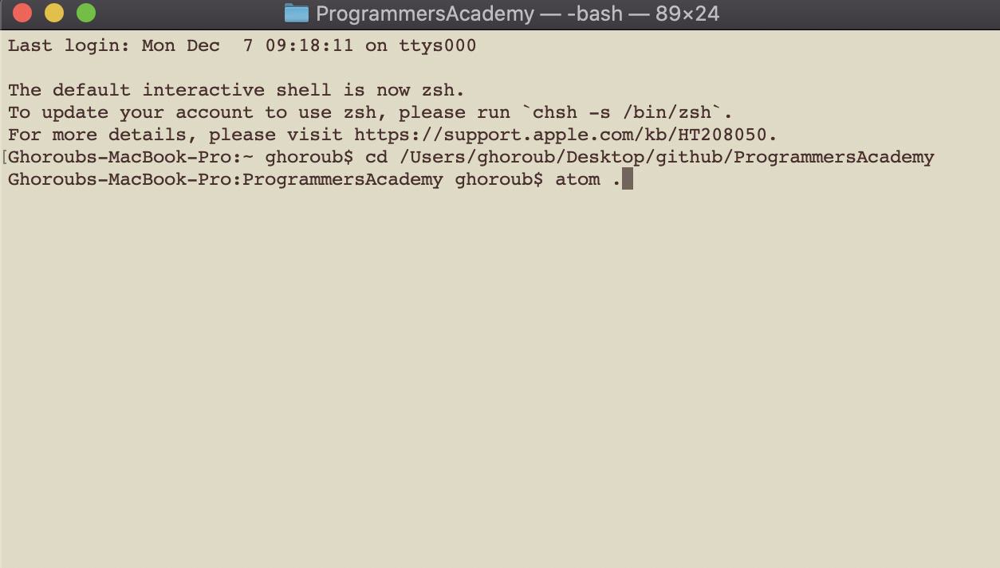 ProgrammersAcademy — -bash — 89×24
Last login: Mon Dec  7 09:18:11 on ttys000
The default interactive shell is now zsh.
To update your account to use zsh, please run `chsh -s /bin/zsh`.
For more details, please visit https://support.apple.com/kb/HT208050.
[Ghoroubs-MacBook-Pro:~ ghoroub$ cd /Users/ghoroub/Desktop/github/ProgrammersAcademy
Ghoroubs-MacBook-Pro:ProgrammersAcademy ghoroub$ atom .